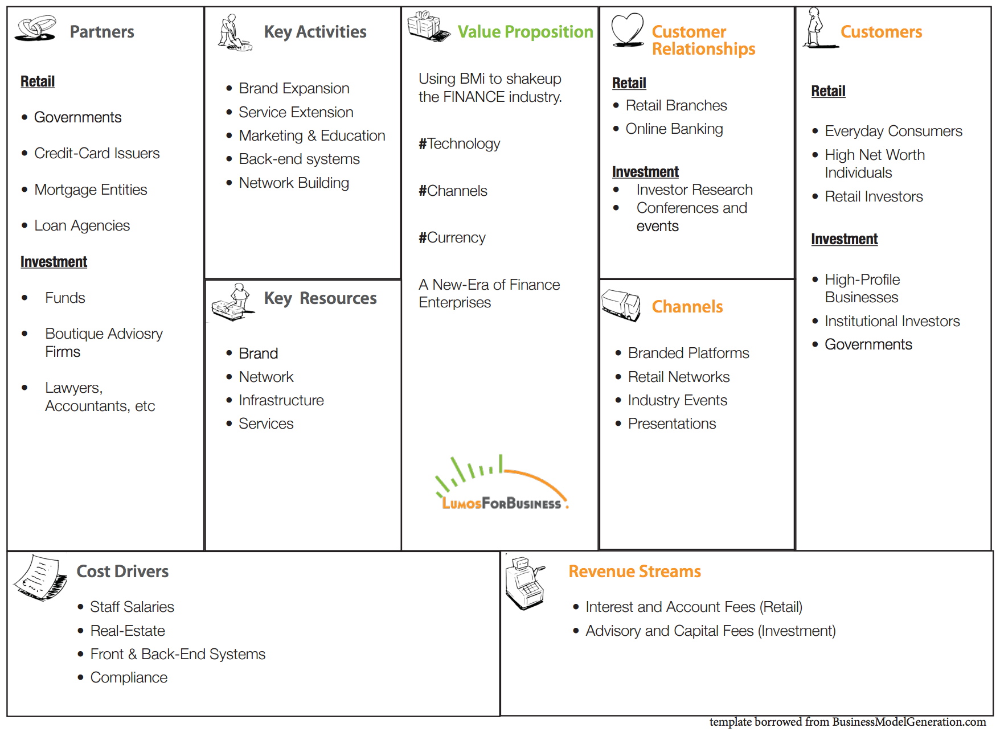 Partners
Retail
• Governments
• Credit-Card Issuers
• Mortgage Entities
• Loan Agencies
Investment
• Funds
• Boutique Adviosry
Firms
• Lawyers,
Accountants, etc
Key Activities
• Brand Expansion
• Service Extension
• Marketing & Education
• Back-end systems
• Network Building
Key Resources
• Brand
• Network
• Infrastructure
• Services
Value Proposition
Using BMi to shakeup
the FINANCE industry.
#Technology
#Channels
#Currency
A New-Era of Finance
Enterprises
LUMOSFORBUSINESS.
Customer
Relationships
Retail
• Retail Branches
• Online Banking
Investment
• Investor Research
• Conferences and
events
Channels
• Branded Platforms
• Retail Networks
• Industry Events
• Presentations
Customers
Retail
• Everyday Consumers
• High Net Worth
Individuals
• Retail Investors
Investment
• High-Profile
Businesses
• Institutional Investors
• Governments
Cost Drivers
• Staff Salaries
• Real-Estate
• Front & Back-End Systems
• Compliance
Revenue Streams
• Interest and Account Fees (Retail)
• Advisory and Capital Fees (Investment)
template borrowed from BusinessModelGeneration.com